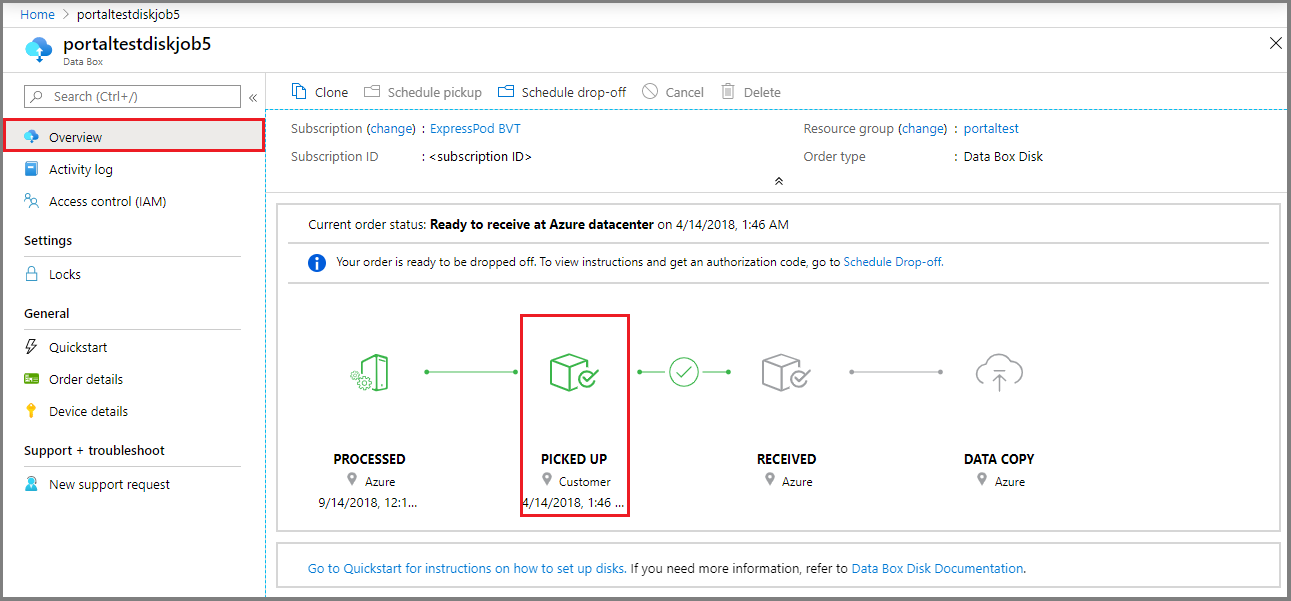 Home > portaltestdiskjob5
portaltestdiskjob5
Data Box
Search (Ctrl+/)
«
Clone Schedule pickup Schedule drop-off Cancel Delete
Overview
Activity log
Access control (IAM)
Settings
Locks
General
Quickstart
Order details
Device details
Support + troubleshoot
New support request
Subscription (change) : ExpressPod BVT
Subscription ID : <subscription ID>
Resource group (change) : portaltest
Order type : Data Box Disk
Current order status: Ready to receive at Azure datacenter on 4/14/2018, 1:46 AM
Your order is ready to be dropped off. To view instructions and get an authorization code, go to Schedule Drop-off.
PROCESSED
Azure
9/14/2018, 12:1...
PICKED UP
Customer
4/14/2018, 1:46 ...
RECEIVED
Azure
DATA COPY
Azure
Go to Quickstart for instructions on how to set up disks. If you need more information, refer to Data Box Disk Documentation.